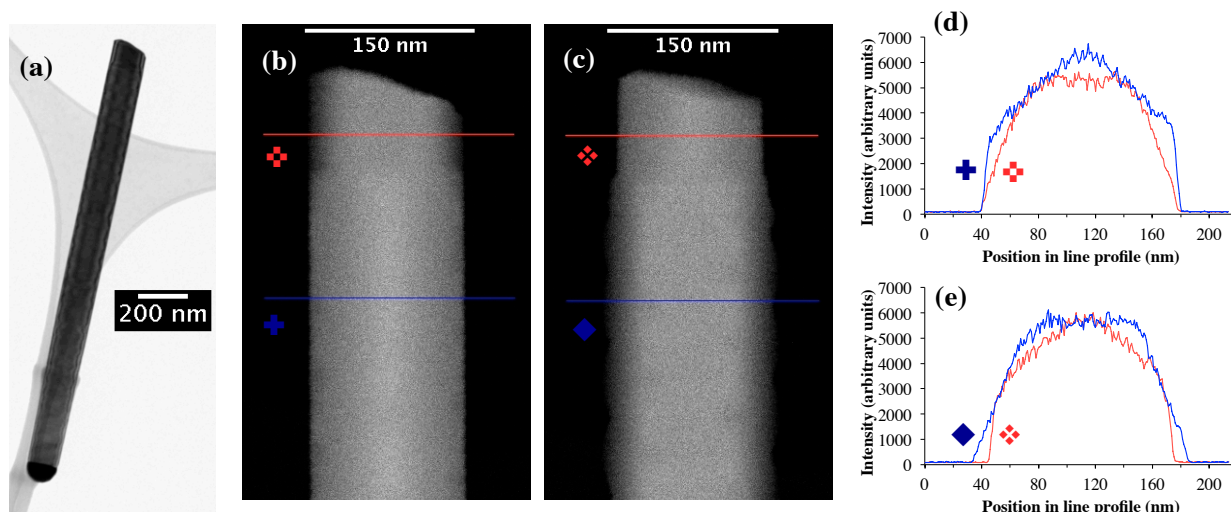 (a)
200 nm
150 nm
(b)
150 nm
(c)
(d)
7000
6000
5000
4000
3000
2000
1000
0
Intensity (arbitrary units)
0 40 80 120 160 200
Position in line profile (nm)
(e)
7000
6000
5000
4000
3000
2000
1000
0
Intensity (arbitrary units)
0 40 80 120 160 200
Position in line profile (nm)